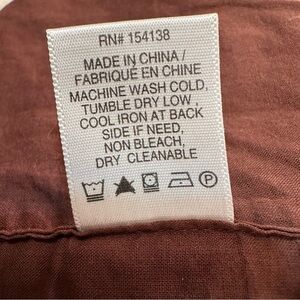 RN# 154138
MADE IN CHINA /
FABRIQUÉ EN CHINE
MACHINE WASH COLD,
TUMBLE DRY LOW,
COOL IRON AT BACK
SIDE IF NEED,
NON BLEACH,
DRY CLEANABLE
P